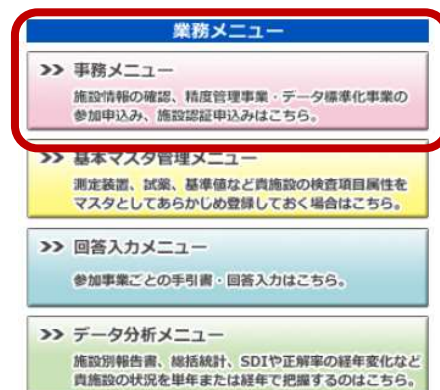 業務メニュー
>> 事務メニュー
施設情報の確認、精度管理事業・データ標準化事業の
参加申込み、施設認証申込みはこちら。
>> 基本マスタ管理メニュー
測定装置、試薬、基準値など貴施設の検査項目属性を
マスタとしてあらかじめ登録しておく場合はこちら。
>> 回答入力メニュー
参加事業ごとの手引書・回答入力はこちら。
>> データ分析メニュー
施設別報告書、総括統計、SDIや正解率の経年変化など
貴施設の状況を単年または経年で把握するのはこちら。